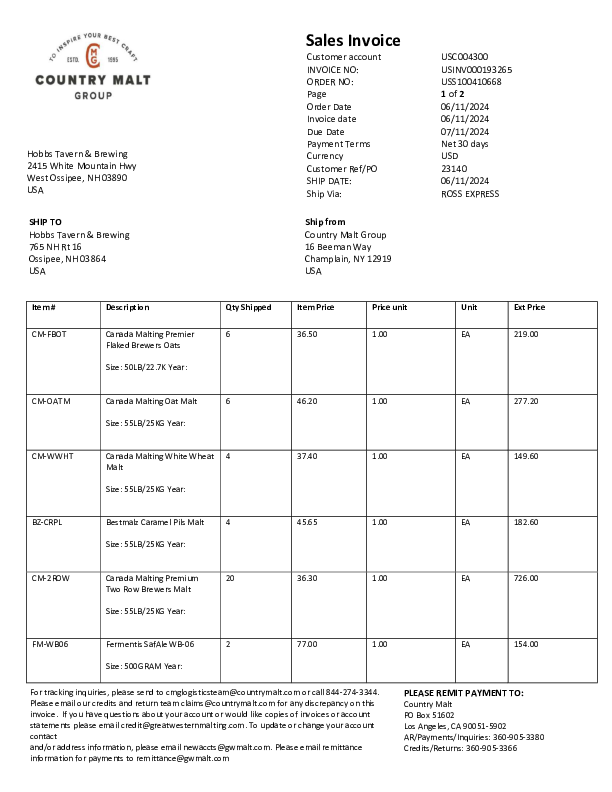 TO INSPIRE YOUR BEST CRAFT
ESTD. CMG 1995
COUNTRY MALT
GROUP
Sales Invoice
Customer account USC004300
INVOICE NO: USINV000193265
ORDER NO: USS100410668
Page 1 of 2
Order Date 06/11/2024
Invoice date 06/11/2024
Due Date 07/11/2024
Payment Terms Net 30 days
Currency USD
Customer Ref/PO 23140
SHIP DATE: 06/11/2024
Ship Via: ROSS EXPRESS
Hobbs Tavern & Brewing
2415 White Mountain Hwy
West Ossipee, NH 03890
USA
SHIP TO
Hobbs Tavern & Brewing
765 NH Rt 16
Ossipee, NH 03864
USA
Ship from
Country Malt Group
16 Beeman Way
Champlain, NY 12919
USA
Item # Description Qty Shipped Item Price Price unit Unit Ext Price
CM-FBOT Canada Malting Premier 6 36.50 1.00 EA 219.00
Flaked Brewers Oats
Size: 50LB/22.7K Year:
CM-OATM Canada Malting Oat Malt 6 46.20 1.00 EA 277.20
Size: 55LB/25KG Year:
CM-WWHT Canada Malting White Wheat 4 37.40 1.00 EA 149.60
Malt
Size: 55LB/25KG Year:
BZ-CRPL Bestmalz Caramel Pils Malt 4 45.65 1.00 EA 182.60
Size: 55LB/25KG Year:
CM-2ROW Canada Malting Premium 20 36.30 1.00 EA 726.00
Two Row Brewers Malt
Size: 55LB/25KG Year:
FM-WB06 Fermentis SafAle WB-06 2 77.00 1.00 EA 154.00
Size: 500GRAM Year:
For tracking inquiries, please send to cmglogisticsteam@countrymalt.com or call 844-274-3344.
Please email our credits and return team claims@countrymalt.com for any discrepancy on this
invoice. If you have questions about your account or would like copies of invoices or account
statements please email credit@greatwesternmalting.com. To update or change your account
contact
and/or address information, please email newaccts@gwmalt.com. Please email remittance
information for payments to remittance@gwmalt.com
PLEASE REMIT PAYMENT TO:
Country Malt
PO Box 51602
Los Angeles, CA 90051-5902
AR/Payments/Inquiries: 360-905-3380
Credits/Returns: 360-905-3366